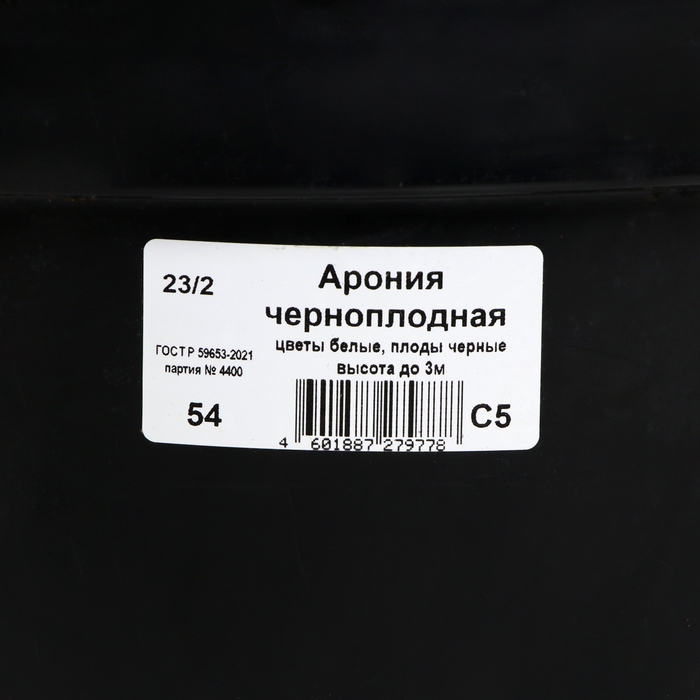 23/2
Арония
черноплодная
цветы белые, плоды черные
высота до 3м
ГОСТ Р 59653-2021
партия № 4400
54
С5
4 601887 279778